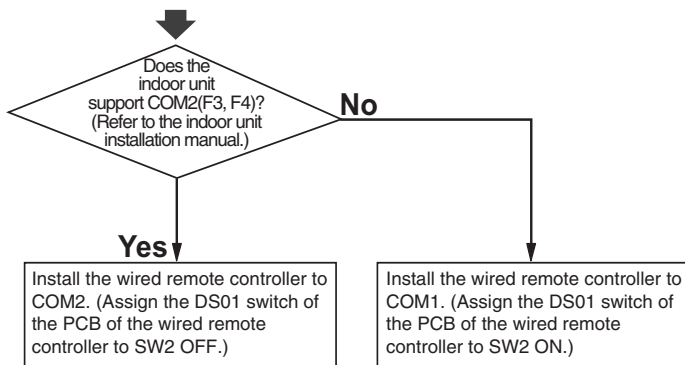 Does the
indoor unit
support COM2(F3, F4)?
(Refer to the indoor unit
installation manual.)
No
Yes
Install the wired remote controller to
COM2. (Assign the DS01 switch of
the PCB of the wired remote
controller to SW2 OFF.)
Install the wired remote controller to
COM1. (Assign the DS01 switch of
the PCB of the wired remote
controller to SW2 ON.)